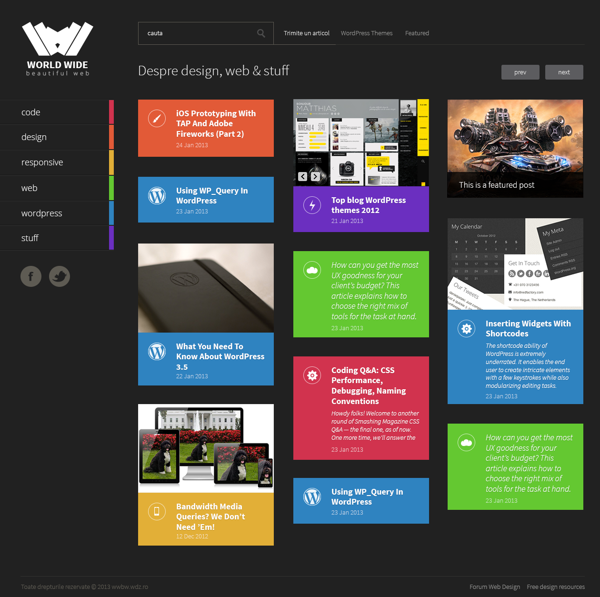 WORLD WIDE
beautiful web
cauta
Trimite un articol
WordPress Themes
Featured
Despre design, web & stuff
prev
next
code
design
responsive
web
wordpress
stuff
iOS Prototyping With
TAP And Adobe
Fireworks (Part 2)
24 Jan 2013
Using WP_Query In
WordPress
23 Jan 2013
What You Need To
Know About WordPress
3.5
22 Jan 2013
Bandwidth Media
Queries? We Don't
Need 'Em!
12 Dec 2012
MATTHIAS
Top blog WordPress
themes 2012
21 Jan 2013
How can you get the most
UX goodness for your
client's budget? This
article explains how to
choose the right mix of
tools for the task at hand.
23 Jan 2013
Coding Q&A: CSS
Performance,
Debugging, Naming
Conventions
Howdy folks! Welcome to another
round of Smashing Magazine CSS
Q&A — the final one, as of now.
One more time, we'll answer the
23 Jan 2013
Using WP_Query In
WordPress
23 Jan 2013
This is a featured post
My Calendar
My Meta
Get in Touch
Our Tweets
The Hague, The Netherlands
Inserting Widgets With
Shortcodes
The shortcode ability of
WordPress is extremely
underrated. It enables the end
user to create intricate elements
with a few keystrokes while also
modularizing editing tasks.
23 Jan 2013
How can you get the most
UX goodness for your
client's budget? This
article explains how to
choose the right mix of
tools for the task at hand.
23 Jan 2013
Toate drepturile rezervate © 2013 wwbw.wdz.ro
Forum Web Design
Free design resources